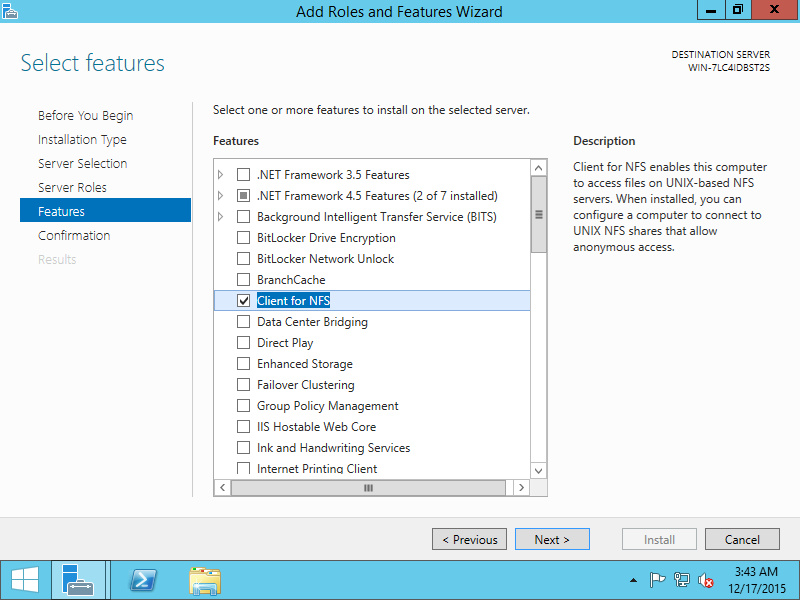 Add Roles and Features Wizard
Select features
DESTINATION SERVER
WIN-7LC4IDBST2S
Before You Begin
Installation Type
Server Selection
Server Roles
Features
Confirmation
Results
Select one or more features to install on the selected server.
Features
.NET Framework 3.5 Features
.NET Framework 4.5 Features (2 of 7 installed)
Background Intelligent Transfer Service (BITS)
BitLocker Drive Encryption
BitLocker Network Unlock
BranchCache
Client for NFS
Data Center Bridging
Direct Play
Enhanced Storage
Failover Clustering
Group Policy Management
IIS Hostable Web Core
Ink and Handwriting Services
Internet Printing Client
Description
Client for NFS enables this computer
to access files on UNIX-based NFS
servers. When installed, you can
configure a computer to connect to
UNIX NFS shares that allow
anonymous access.
< Previous
Next >
Install
Cancel
3:43 AM
12/17/2015